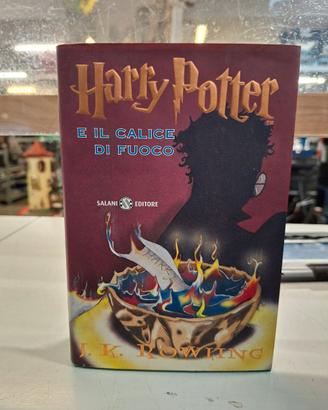 Harry Potter
E IL CALICE
DI FUOCO
SALANI EDITORE
J. K. ROWLING